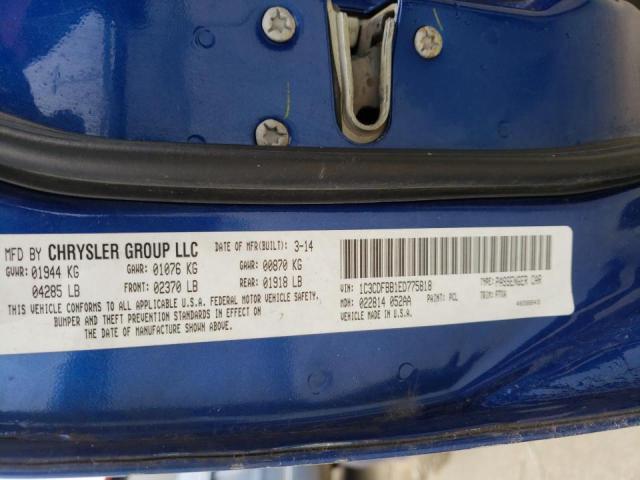 MFD BY CHRYSLER GROUP LLC DATE OF MFR(BUILT): 3-14
GVWR: 01944 KG GAWR: 01076 KG GAWR: 00870 KG
04285 LB FRONT: 02370 LB REAR: 01918 LB
THIS VEHICLE CONFORMS TO ALL APPLICABLE U.S.A. FEDERAL MOTOR VEHICLE SAFETY,
BUMPER AND THEFT PREVENTION STANDARDS IN EFFECT ON
THE DATE OF MANUFACTURE SHOWN ABOVE.
VIN: 1C3CDFBB1ED775818 TYPE: PASSENGER CAR
MDH: 022814 052AA PAINT: PCL TRIM:
VEHICLE MADE IN U.S.A.